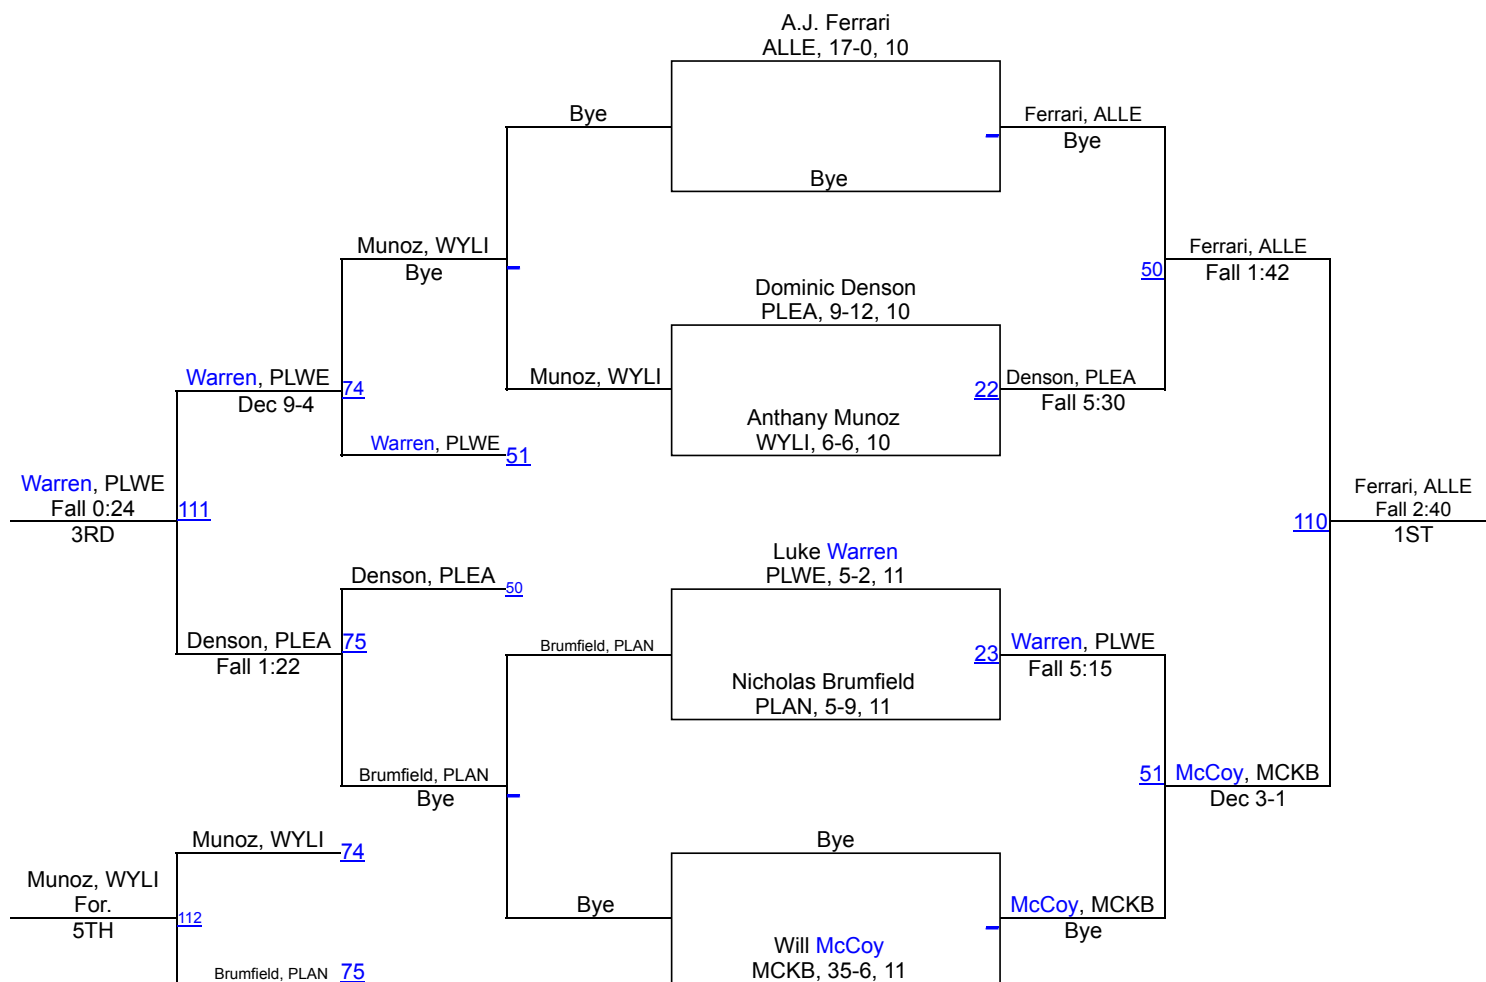 A.J. Ferrari
ALLE, 17-0, 10
Bye
Ferrari, ALLE
Bye
Bye
Munoz, WYLI
Bye
Ferrari, ALLE
50
Fall 1:42
Dominic Denson
PLEA, 9-12, 10
Warren, PLWE
74
Dec 9-4
Munoz, WYLI
22
Denson, PLEA
Fall 5:30
Anthany Munoz
WYLI, 6-6, 10
Warren, PLWE
51
Warren, PLWE
Fall 0:24
111
3RD
Ferrari, ALLE
Fall 2:40
110
1ST
Luke Warren
PLWE, 5-2, 11
Denson, PLEA
50
Denson, PLEA
75
Fall 1:22
Brumfield, PLAN
23
Warren, PLWE
Fall 5:15
Nicholas Brumfield
PLAN, 5-9, 11
Brumfield, PLAN
Bye
51
McCoy, MCKB
Dec 3-1
Munoz, WYLI
74
Bye
Munoz, WYLI
For.
112
5TH
Bye
McCoy, MCKB
Bye
Will McCoy
MCKB, 35-6, 11
Brumfield, PLAN
75